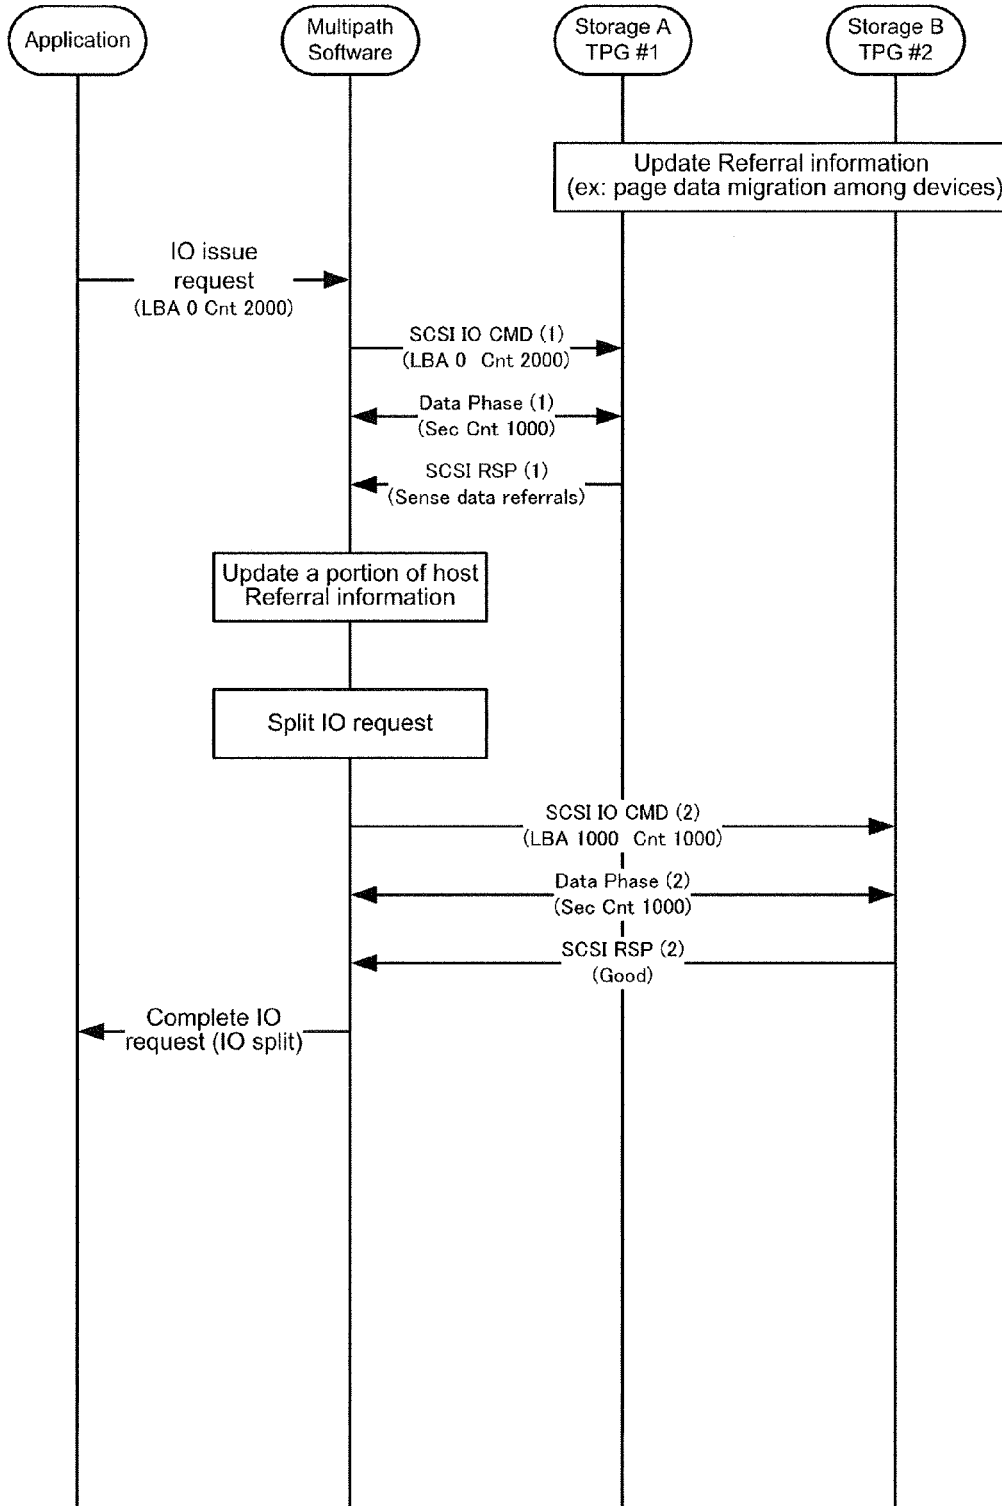 Application
Multipath
Software
Storage A
TPG #1
Storage B
TPG #2
Update Referral information
(ex: page data migration among devices)
IO issue
request
(LBA 0 Cnt 2000)
SCSI IO CMD (1)
(LBA 0 Cnt 2000)
Data Phase (1)
(Sec Cnt 1000)
SCSI RSP (1)
(Sense data referrals)
Update a portion of host
Referral information
Split IO request
SCSI IO CMD (2)
(LBA 1000 Cnt 1000)
Data Phase (2)
(Sec Cnt 1000)
SCSI RSP (2)
(Good)
Complete IO
request (IO split)